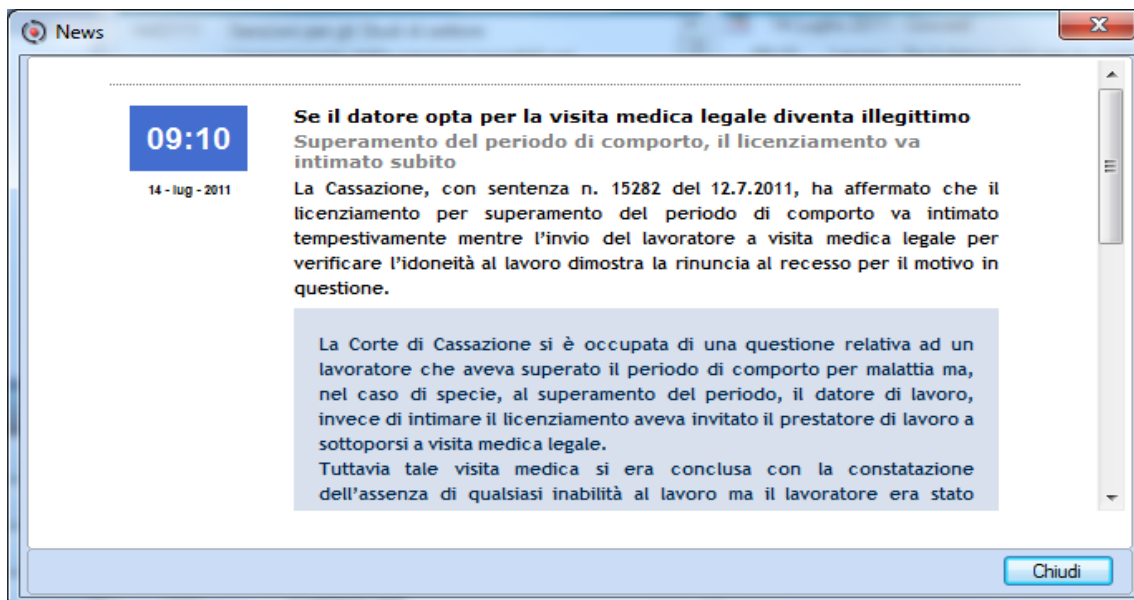 News
09:10
14 - lug - 2011
Se il datore opta per la visita medica legale diventa illegittimo
Superamento del periodo di comporto, il licenziamento va
intimato subito
La Cassazione, con sentenza n. 15282 del 12.7.2011, ha affermato che il
licenziamento per superamento del periodo di comporto va intimato
tempestivamente mentre l'invio del lavoratore a visita medica legale per
verificare l'idoneità al lavoro dimostra la rinuncia al recesso per il motivo in
questione.
La Corte di Cassazione si è occupata di una questione relativa ad un
lavoratore che aveva superato il periodo di comporto per malattia ma,
nel caso di specie, al superamento del periodo, il datore di lavoro,
invece di intimare il licenziamento aveva invitato il prestatore di lavoro a
sottoporsi a visita medica legale.
Tuttavia tale visita medica si era conclusa con la constatazione
dell'assenza di qualsiasi inabilità al lavoro ma il lavoratore era stato
Chiudi